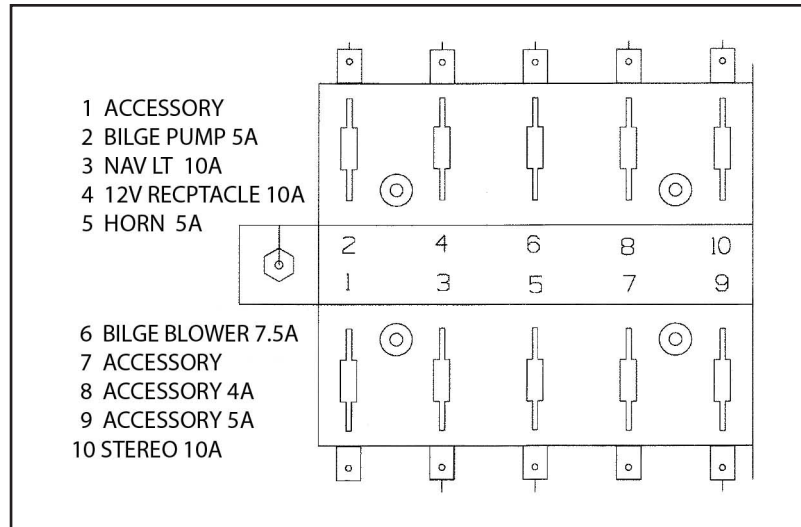 1 ACCESSORY
2 BILGE PUMP 5A
3 NAV LT 10A
4 12V RECPTACLE 10A
5 HORN 5A
2 4 6 8 10
1 3 5 7 9
6 BILGE BLOWER 7.5A
7 ACCESSORY
8 ACCESSORY 4A
9 ACCESSORY 5A
10 STEREO 10A